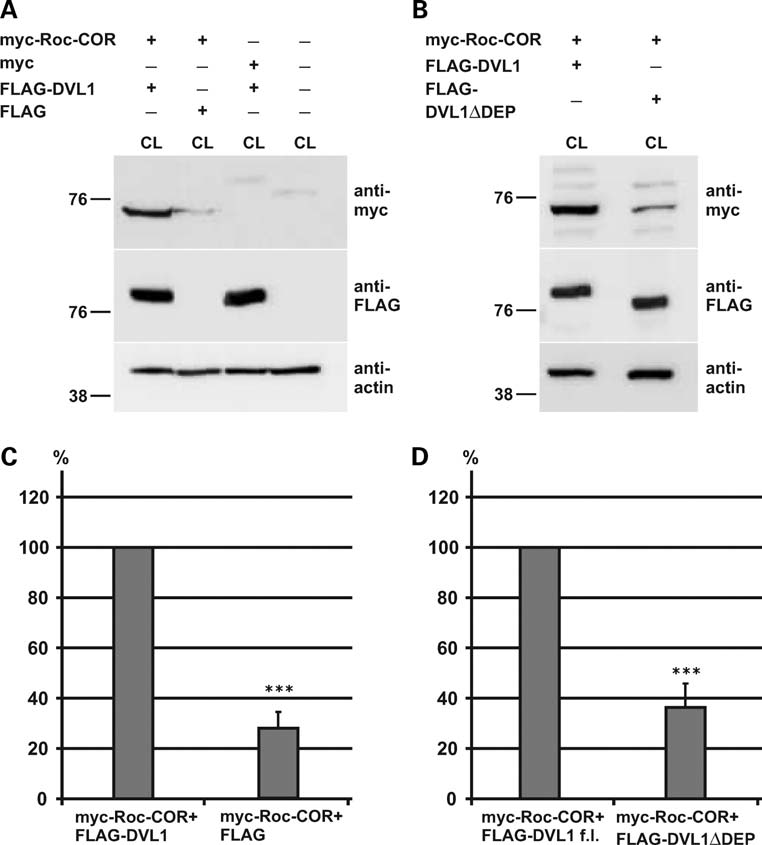 A
myc-Roc-COR + + – –
myc – – + –
FLAG-DVL1 + – + –
FLAG – + – –
CL CL CL CL
76
anti-
myc
76
anti-
FLAG
38
anti-
actin
B
myc-Roc-COR + +
FLAG-DVL1 + –
FLAG-
DVL1ΔDEP – +
CL CL
76
anti-
myc
76
anti-
FLAG
38
anti-
actin
C
%
120
100
80
60
40
20
0
***
myc-Roc-COR+
FLAG-DVL1
myc-Roc-COR+
FLAG
D
%
120
100
80
60
40
20
0
***
myc-Roc-COR+
FLAG-DVL1 f.l.
myc-Roc-COR+
FLAG-DVL1ΔDEP